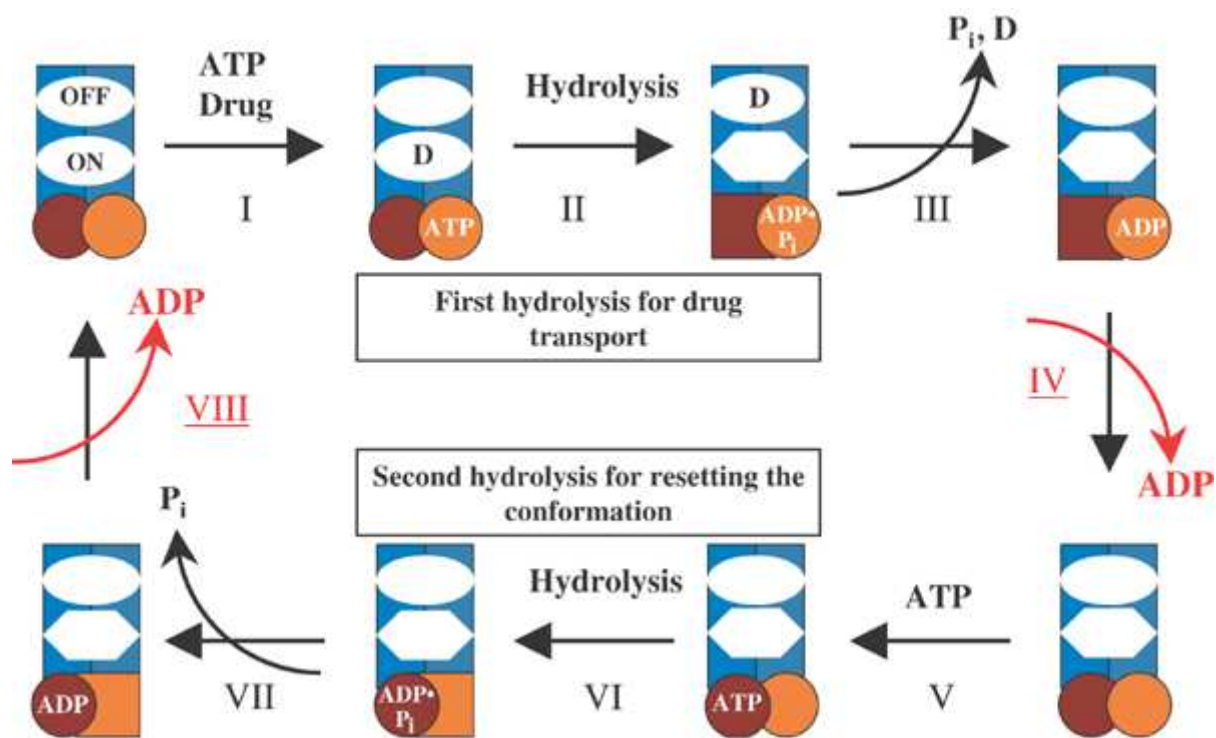 OFF
ON
ATP
Drug
I
D
ATP
Hydrolysis
II
D
ADP•
Pi
Pi, D
III
ADP
First hydrolysis for drug
transport
ADP
VIII
IV
ADP
Second hydrolysis for resetting the
conformation
Pi
ADP
VII
ADP•
Pi
Hydrolysis
VI
ATP
ATP
V